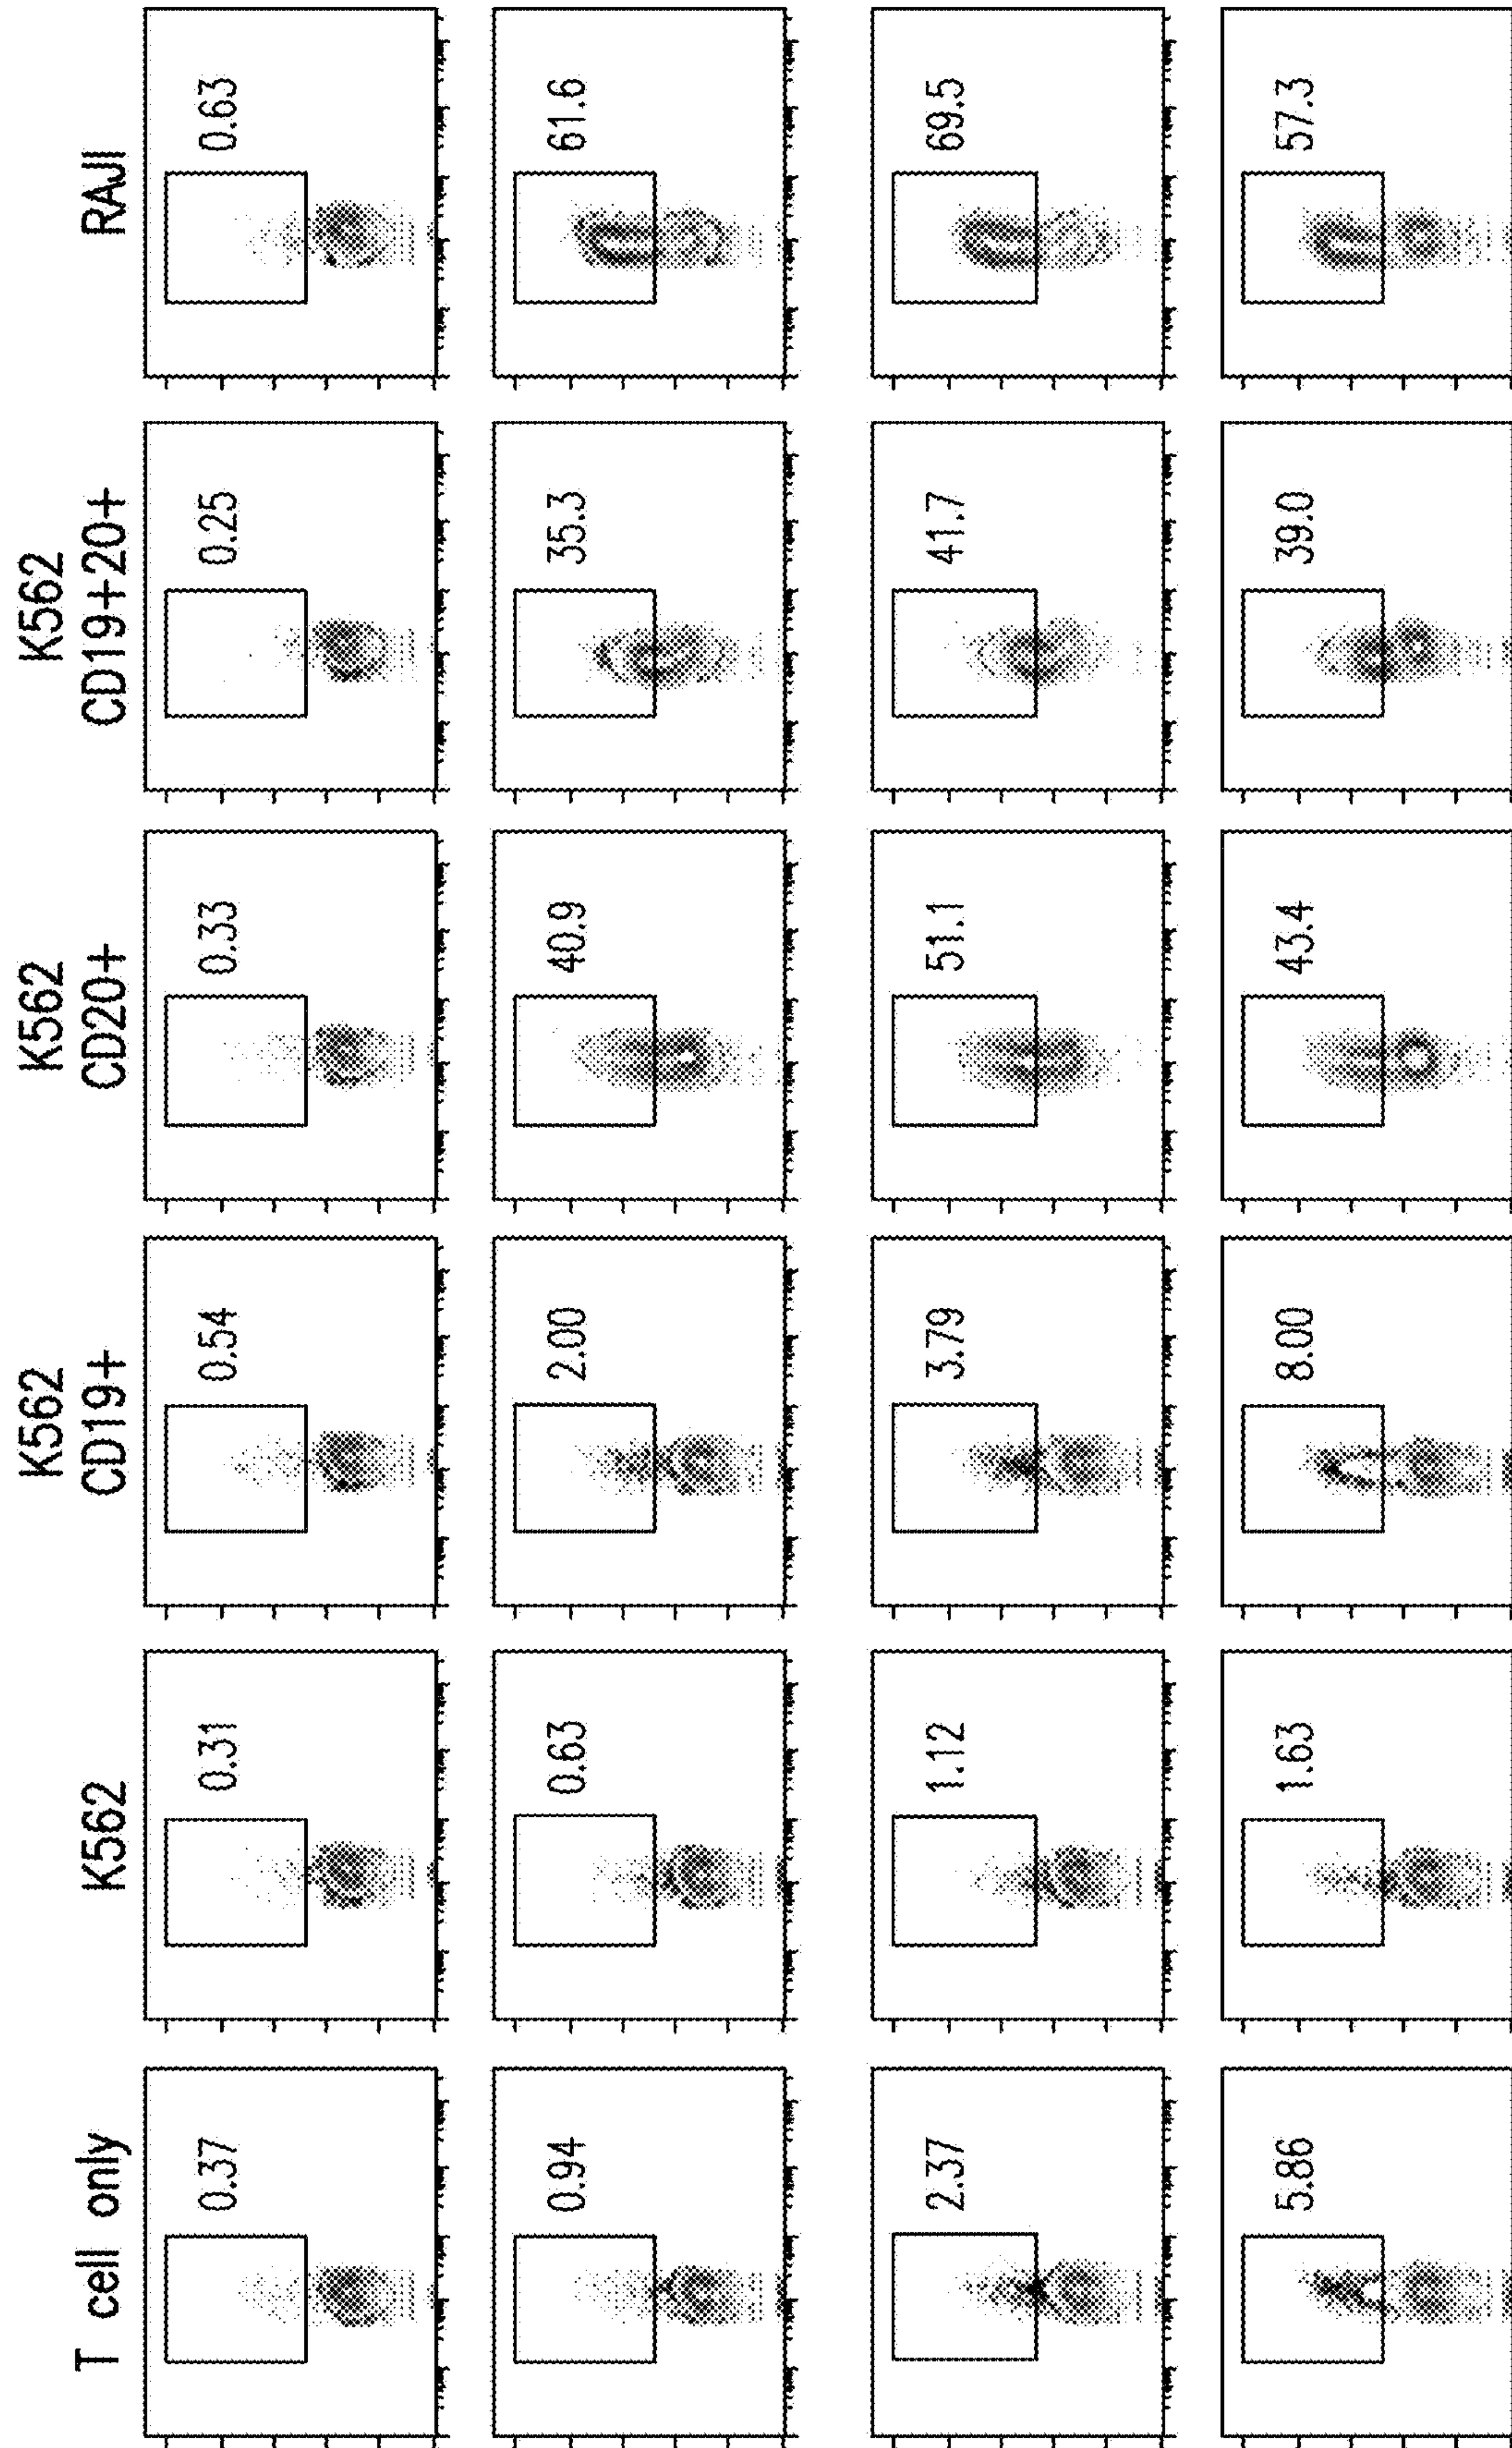 T cell only
K562
K562
CD19+
K562
CD20+
K562
CD19+20+
RAJI
0.37
0.31
0.54
0.33
0.25
0.63
0.94
0.63
2.00
40.9
35.3
61.6
2.37
1.12
3.79
51.1
41.7
69.5
5.86
1.63
8.00
43.4
39.0
57.3